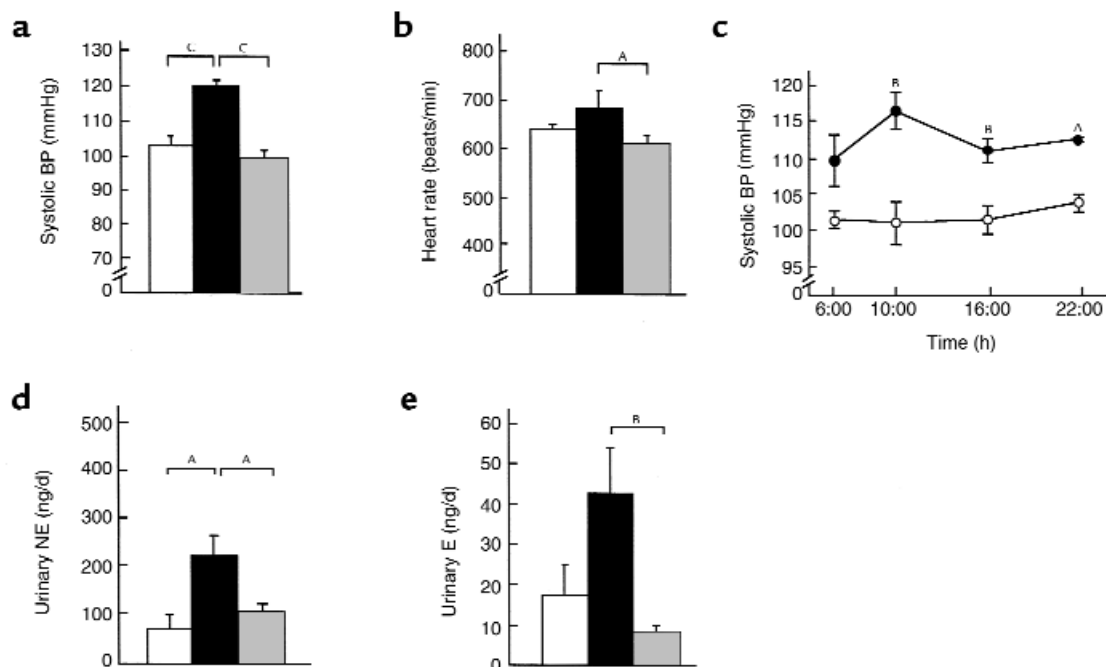 a
Systolic BP (mmHg)
130
120
110
100
90
80
70
0
C
C
b
Heart rate (beats/min)
800
700
600
500
400
0
A
c
Systolic BP (mmHg)
120
115
110
105
100
95
0
B
B
A
6:00
10:00
16:00
22:00
Time (h)
d
Urinary NE (ng/d)
500
400
300
200
100
0
A
A
e
Urinary E (ng/d)
60
50
40
30
20
10
0
B